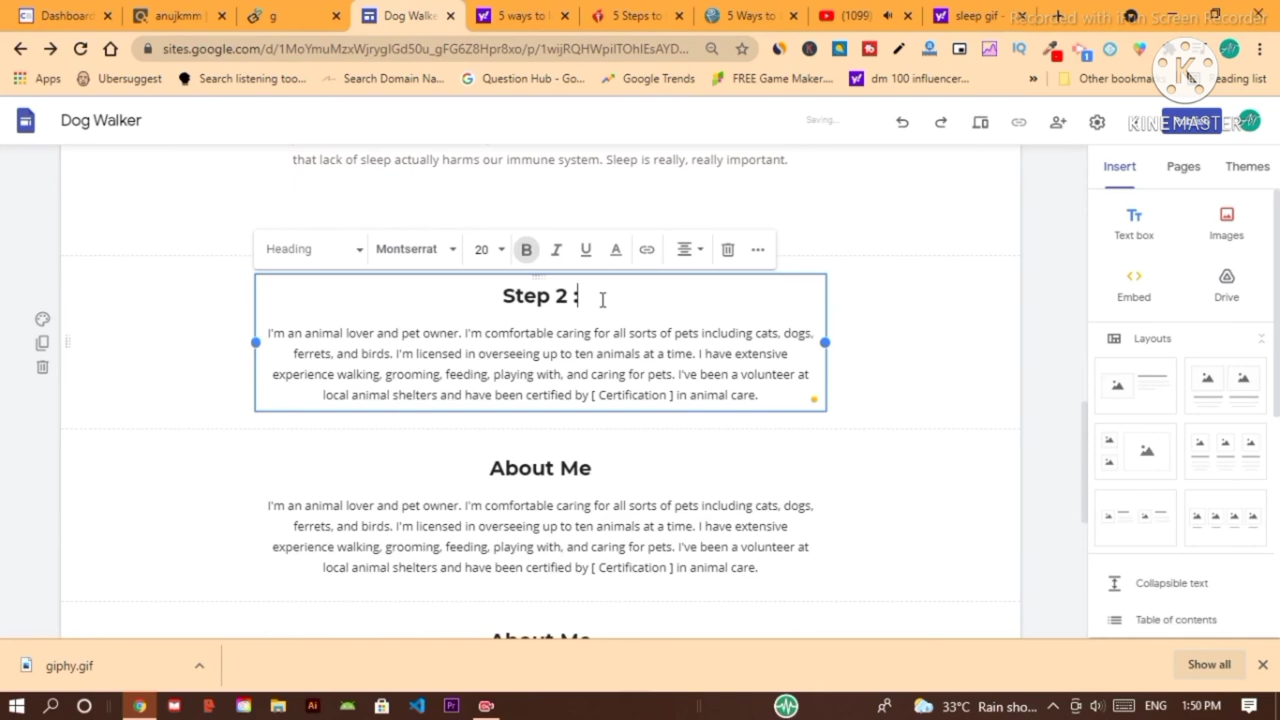 Dashboard
anujkmm
g
Dog Walke
5 ways to
5 Steps to
5 Ways to
(1099)
sleep gif -
Recorded with iTop Screen Recorder
sites.google.com/d/1MoYmuMzxWjrygIGd50u_gFG6Z8Hpr8xo/p/1wijRQHWpiITOhIEsAYD...
Apps
Ubersuggest
Search listening too...
Search Domain Na...
Question Hub - Go...
Google Trends
FREE Game Maker...
dm 100 influencer...
»
Other bookmarks
Reading list
K
KINEMASTER
Dog Walker
Saving...
Insert
Pages
Themes
that lack of sleep actually harms our immune system. Sleep is really, really important.
Heading
Montserrat
20
B
I
U
A
Step 2 :
I'm an animal lover and pet owner. I'm comfortable caring for all sorts of pets including cats, dogs,
ferrets, and birds. I'm licensed in overseeing up to ten animals at a time. I have extensive
experience walking, grooming, feeding, playing with, and caring for pets. I've been a volunteer at
local animal shelters and have been certified by [ Certification ] in animal care.
About Me
I'm an animal lover and pet owner. I'm comfortable caring for all sorts of pets including cats, dogs,
ferrets, and birds. I'm licensed in overseeing up to ten animals at a time. I have extensive
experience walking, grooming, feeding, playing with, and caring for pets. I've been a volunteer at
local animal shelters and have been certified by [ Certification ] in animal care.
About Me
Text box
Images
Embed
Drive
Layouts
Collapsible text
Table of contents
giphy.gif
Show all
33°C Rain sho...
ENG
1:50 PM